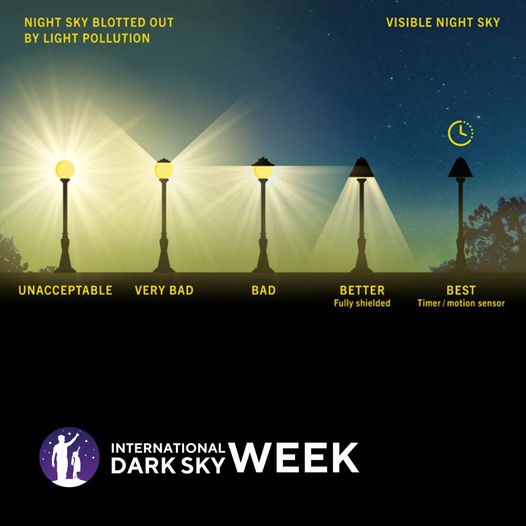 NIGHT SKY BLOTTED OUT
BY LIGHT POLLUTION
VISIBLE NIGHT SKY
UNACCEPTABLE
VERY BAD
BAD
BETTER
Fully shielded
BEST
Timer / motion sensor
INTERNATIONAL
DARK SKY WEEK